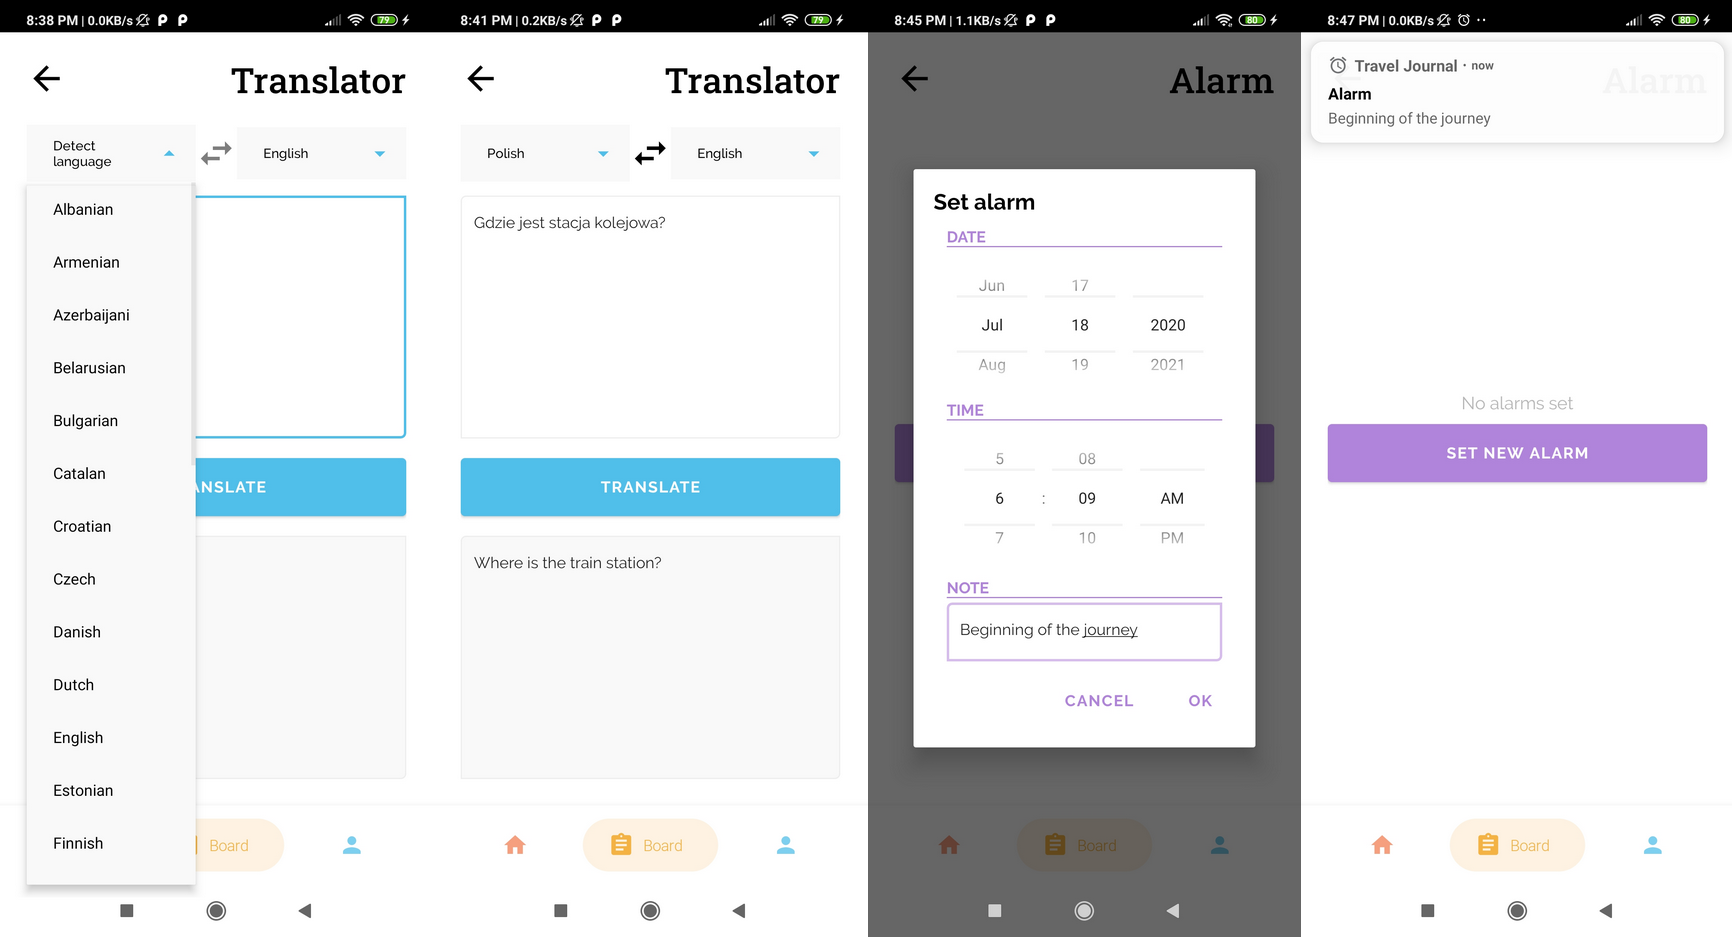 8:38 PM | 0.0KB/s
79
Translator
Detect
language
English
Albanian
Armenian
Azerbaijani
Belarusian
Bulgarian
Catalan
Croatian
Czech
Danish
Dutch
English
Estonian
Finnish
ANSLATE
Board
8:41 PM | 0.2KB/s
79
Translator
Polish
English
Gdzie jest stacja kolejowa?
TRANSLATE
Where is the train station?
Board
8:45 PM | 1.1KB/s
80
Alarm
Set alarm
DATE
Jun 17
Jul 18 2020
Aug 19 2021
TIME
5 08
6 : 09 AM
7 10 PM
NOTE
Beginning of the journey
CANCEL OK
Board
8:47 PM | 0.0KB/s
80
Travel Journal · now
Alarm
Alarm
Beginning of the journey
No alarms set
SET NEW ALARM
Board